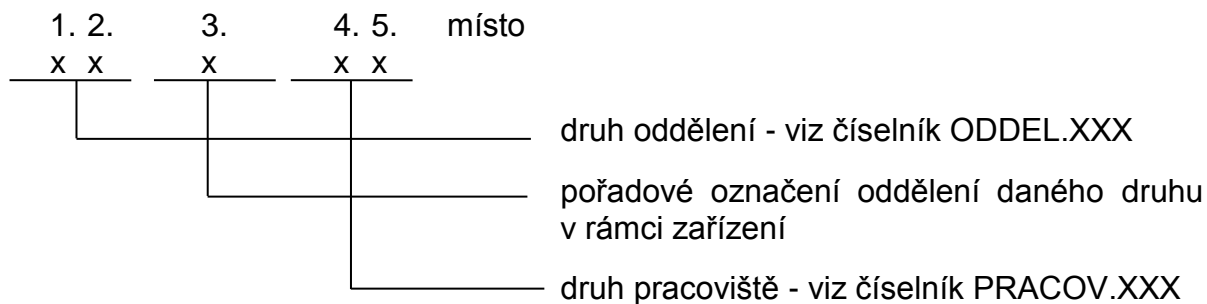 1. 2. 3. 4. 5. místo
x x x x x
druh oddělení - viz číselník ODDEL.XXX
pořadové označení oddělení daného druhu
v rámci zařízení
druh pracoviště - viz číselník PRACOV.XXX